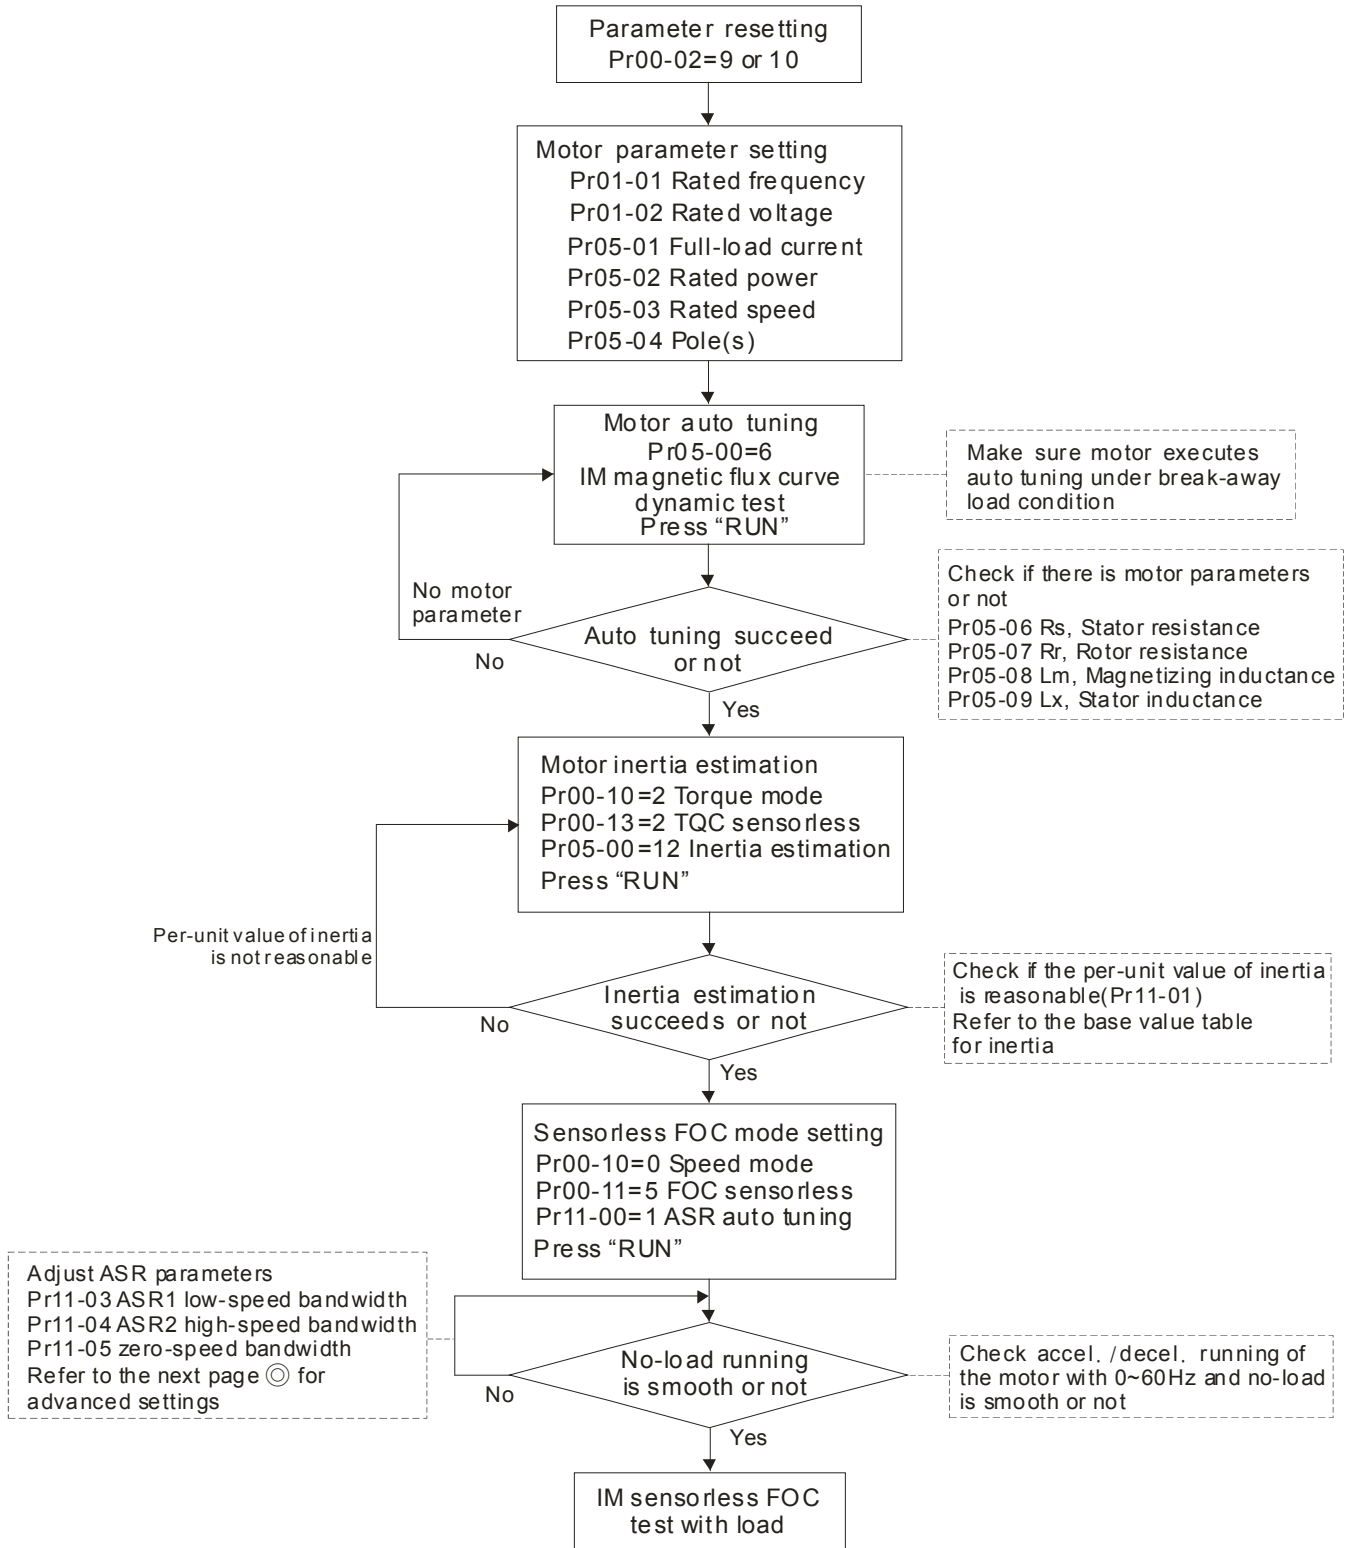 Parameter resetting
Pr00-02=9 or 10
Motor parameter setting
Pr01-01 Rated frequency
Pr01-02 Rated voltage
Pr05-01 Full-load current
Pr05-02 Rated power
Pr05-03 Rated speed
Pr05-04 Pole(s)
Motor auto tuning
Pr05-00=6
IM magnetic flux curve
dynamic test
Press “RUN”
Make sure motor executes
auto tuning under break-away
load condition
No motor
parameter
No
Auto tuning succeed
or not
Yes
Check if there is motor parameters
or not
Pr05-06 Rs, Stator resistance
Pr05-07 Rr, Rotor resistance
Pr05-08 Lm, Magnetizing inductance
Pr05-09 Lx, Stator inductance
Motor inertia estimation
Pr00-10=2 Torque mode
Pr00-13=2 TQC sensorless
Pr05-00=12 Inertia estimation
Press “RUN”
Per-unit value of inertia
is not reasonable
No
Inertia estimation
succeeds or not
Yes
Check if the per-unit value of inertia
is reasonable(Pr11-01)
Refer to the base value table
for inertia
Sensorless FOC mode setting
Pr00-10=0 Speed mode
Pr00-11=5 FOC sensorless
Pr11-00=1 ASR auto tuning
Press “RUN”
Adjust ASR parameters
Pr11-03 ASR1 low-speed bandwidth
Pr11-04 ASR2 high-speed bandwidth
Pr11-05 zero-speed bandwidth
Refer to the next page ◎ for
advanced settings
No
No-load running
is smooth or not
Yes
Check accel. /decel. running of
the motor with 0~60Hz and no-load
is smooth or not
IM sensorless FOC
test with load